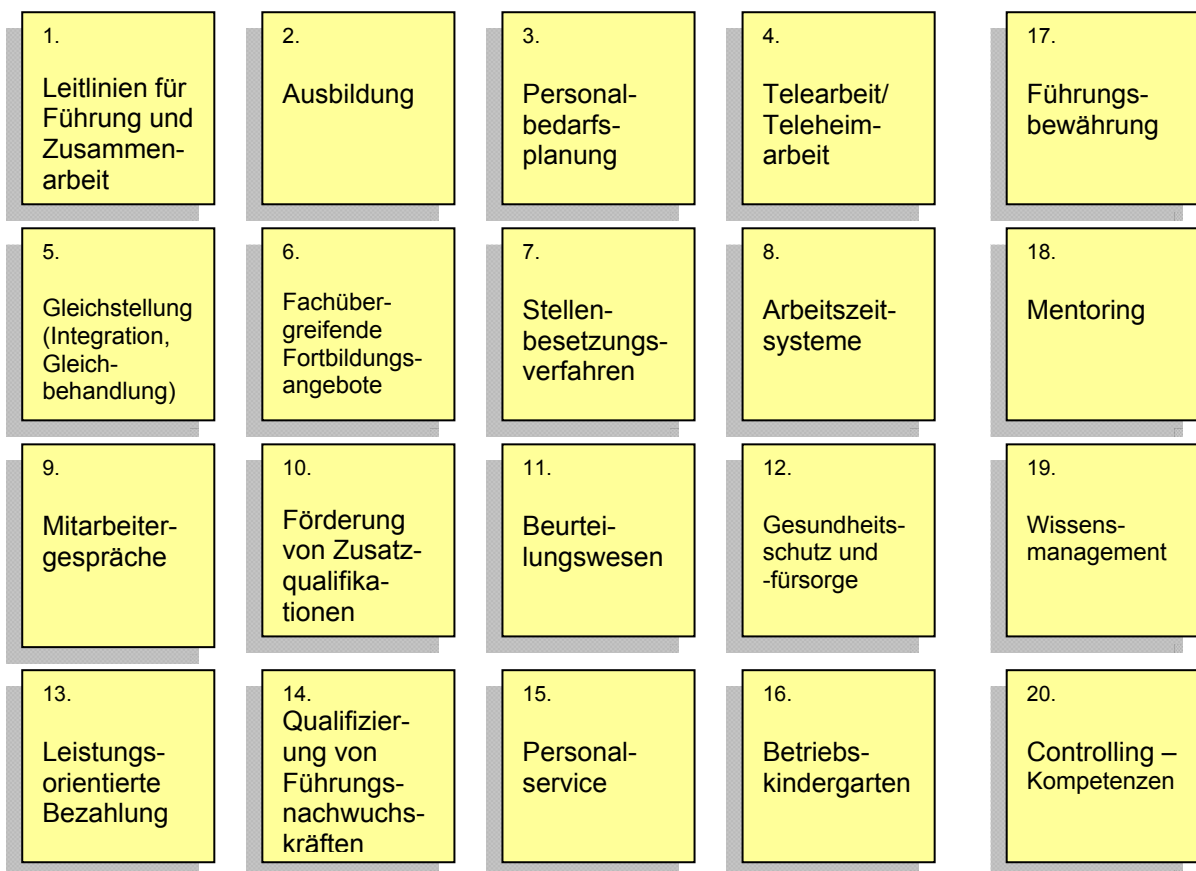 1.
Leitlinien für
Führung und
Zusammen-
arbeit
2.
Ausbildung
3.
Personal-
bedarfs-
planung
4.
Telearbeit/
Teleheim-
arbeit
17.
Führungs-
bewährung
5.
Gleichstellung
(Integration,
Gleich-
behandlung)
6.
Fachüber-
greifende
Fortbildungs-
angebote
7.
Stellen-
besetzungs-
verfahren
8.
Arbeitszeit-
systeme
18.
Mentoring
9.
Mitarbeiter-
gespräche
10.
Förderung
von Zusatz-
qualifika-
tionen
11.
Beurtei-
lungswesen
12.
Gesundheits-
schutz und
-fürsorge
19.
Wissens-
management
13.
Leistungs-
orientierte
Bezahlung
14.
Qualifizier-
ung von
Führungs-
nachwuchs-
kräften
15.
Personal-
service
16.
Betriebs-
kindergarten
20.
Controlling –
Kompetenzen